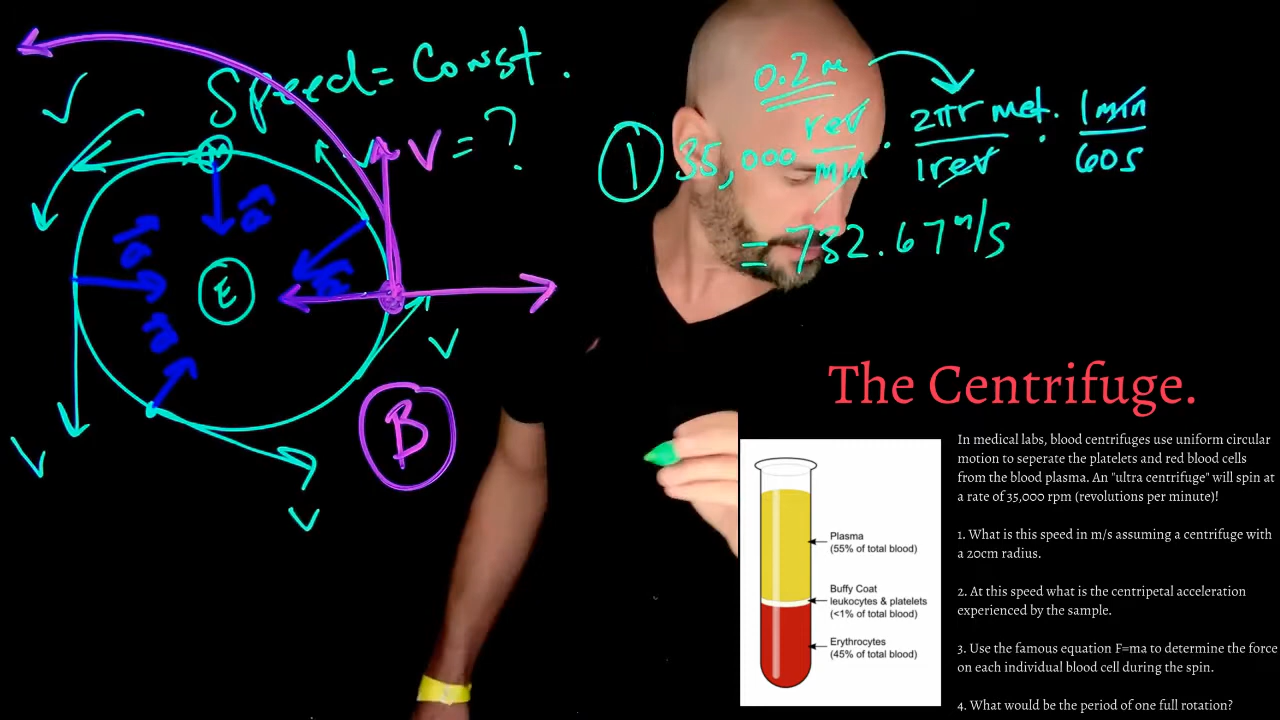 Speed = Const.
V = ?
V
V
V
V
V
a
a
a
a
E
m
B
0.2 m
① 35,000 rev/min · 2πr met./1rev · 1min/60s
= 732.67 m/s
The Centrifuge.
In medical labs, blood centrifuges use uniform circular
motion to seperate the platelets and red blood cells
from the blood plasma. An "ultra centrifuge" will spin at
a rate of 35,000 rpm (revolutions per minute)!
1. What is this speed in m/s assuming a centrifuge with
a 20cm radius.
2. At this speed what is the centripetal acceleration
experienced by the sample.
3. Use the famous equation F=ma to determine the force
on each individual blood cell during the spin.
4. What would be the period of one full rotation?
Plasma
(55% of total blood)
Buffy Coat
leukocytes & platelets
(<1% of total blood)
Erythrocytes
(45% of total blood)